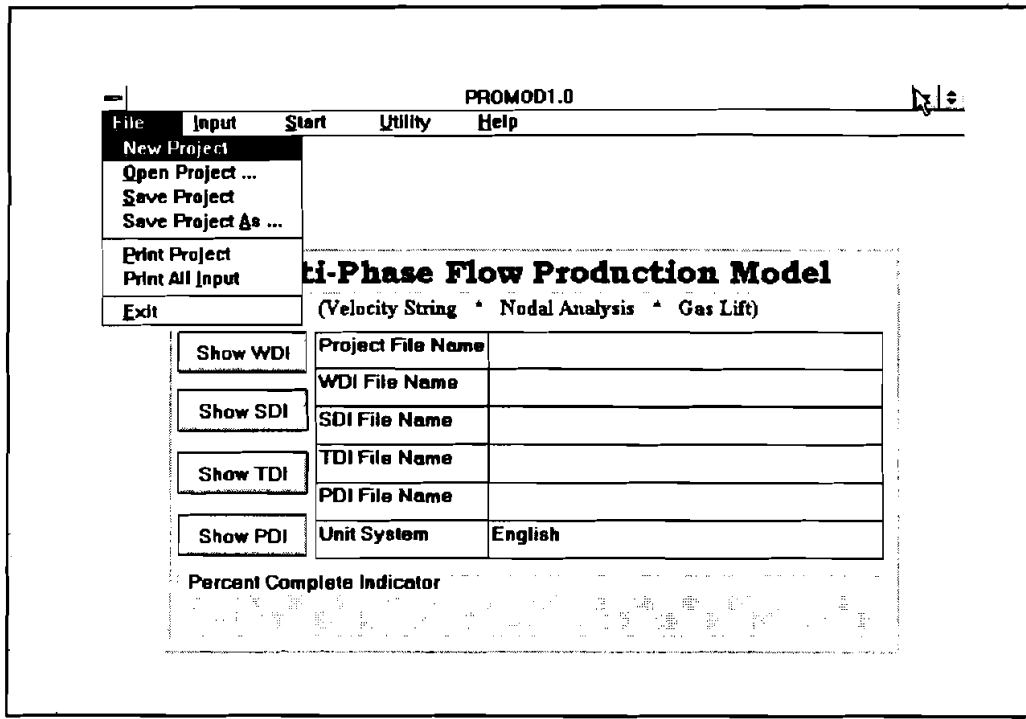 PROMOD1.0
File Input Start Utility Help
New Project
Open Project ...
Save Project
Save Project As ...
Print Project
Print All Input
Exit
ti-Phase Flow Production Model
(Velocity String * Nodal Analysis * Gas Lift)
Show WDI
Project File Name
WDI File Name
Show SDI
SDI File Name
Show TDI
TDI File Name
PDI File Name
Show PDI
Unit System English
Percent Complete Indicator